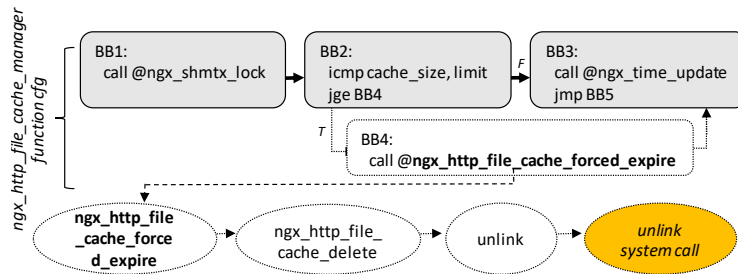 ngx_http_file_cache_manager
function cfg
BB1:
call @ngx_shmtx_lock
BB2:
icmp cache_size, limit
jge BB4
F
BB3:
call @ngx_time_update
jmp BB5
T
BB4:
call @ngx_http_file_cache_forced_expire
ngx_http_file
_cache_force
d_expire
ngx_http_file_
cache_delete
unlink
unlink
system call